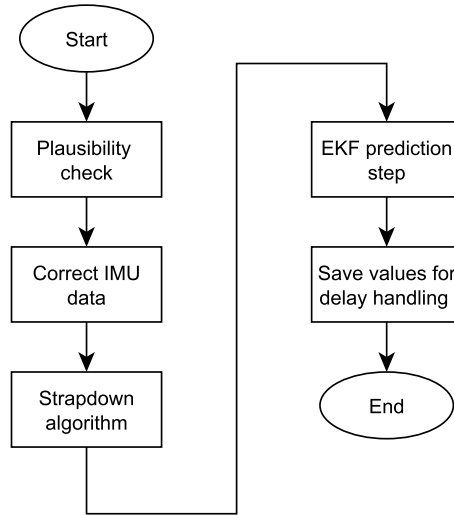 Start
Plausibility
check
Correct IMU
data
Strapdown
algorithm
EKF prediction
step
Save values for
delay handling
End